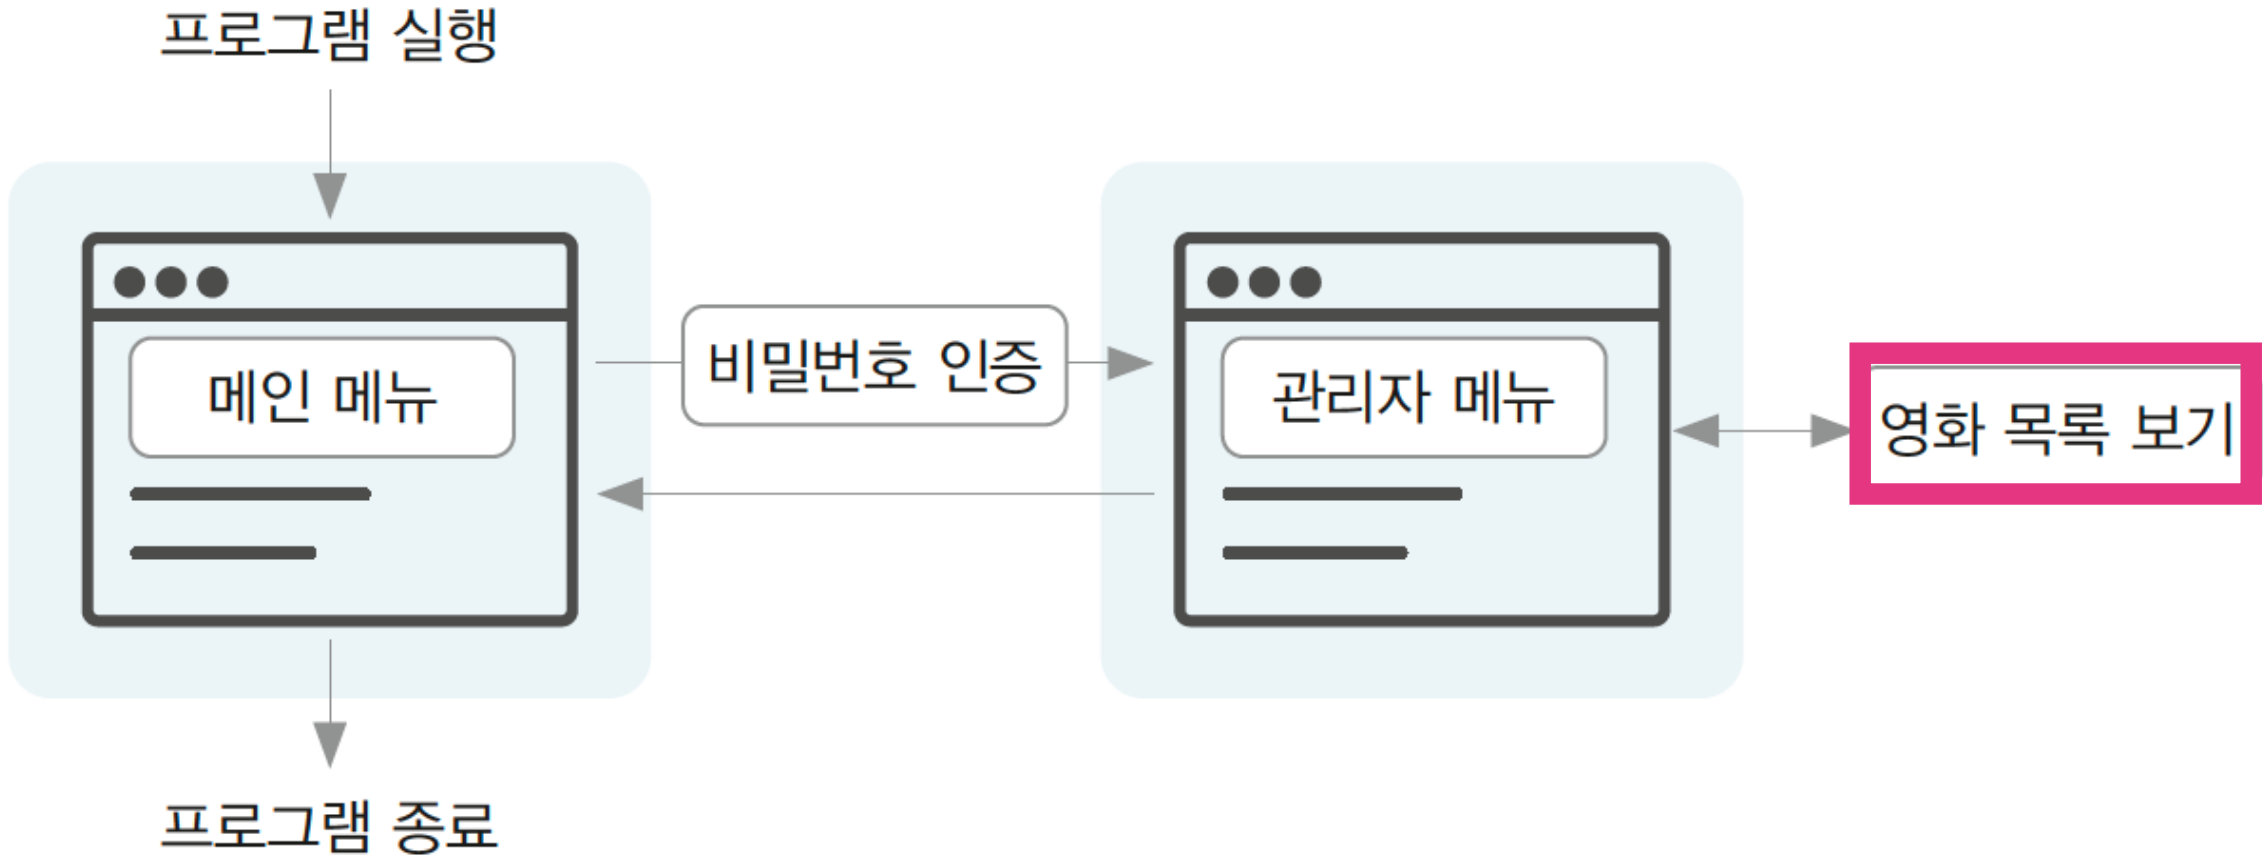 프로그램 실행
메인 메뉴
비밀번호 인증
관리자 메뉴
영화 목록 보기
프로그램 종료